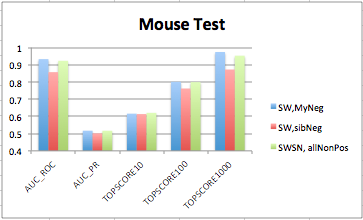 Mouse Test
1
0.9
0.8
0.7
0.6
0.5
0.4
AUC_ROC
AUC_PR
TOPSCORE10
TOPSCORE100
TOPSCORE1000
SW,MyNeg
SW,sibNeg
SWSN, allNonPos